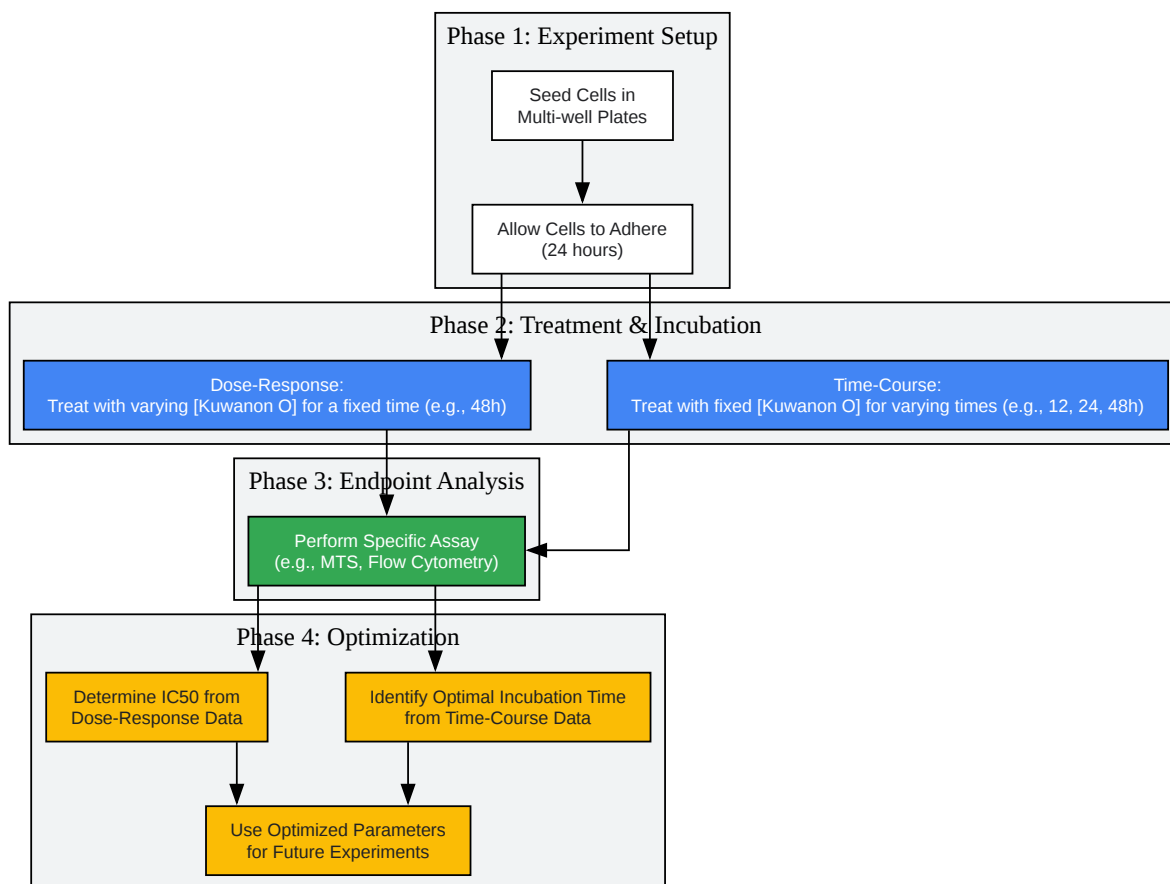 Phase 1: Experiment Setup
Seed Cells in
Multi-well Plates
Allow Cells to Adhere
(24 hours)
Phase 2: Treatment & Incubation
Dose-Response:
Treat with varying [Kuwanon O] for a fixed time (e.g., 48h)
Time-Course:
Treat with fixed [Kuwanon O] for varying times (e.g., 12, 24, 48h)
Phase 3: Endpoint Analysis
Perform Specific Assay
(e.g., MTS, Flow Cytometry)
Phase 4: Optimization
Determine IC50 from
Dose-Response Data
Identify Optimal Incubation Time
from Time-Course Data
Use Optimized Parameters
for Future Experiments